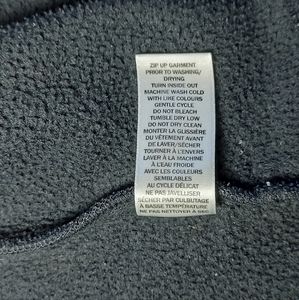 ZIP UP GARMENT
PRIOR TO WASHING/
DRYING
TURN INSIDE OUT
MACHINE WASH COLD
WITH LIKE COLOURS
GENTLE CYCLE
DO NOT BLEACH
TUMBLE DRY LOW
DO NOT DRY CLEAN
MONTER LA GLISSIÈRE
DU VÊTEMENT AVANT
DE LAVER/SÉCHER
TOURNER À L'ENVERS
LAVER À LA MACHINE
À L'EAU FROIDE
AVEC LES COULEURS
SEMBLABLES
AU CYCLE DÉLICAT
NE PAS JAVELLISER
SÉCHER PAR CULBUTAGE
À BASSE TEMPÉRATURE
NE PAS NETTOYER À SEC